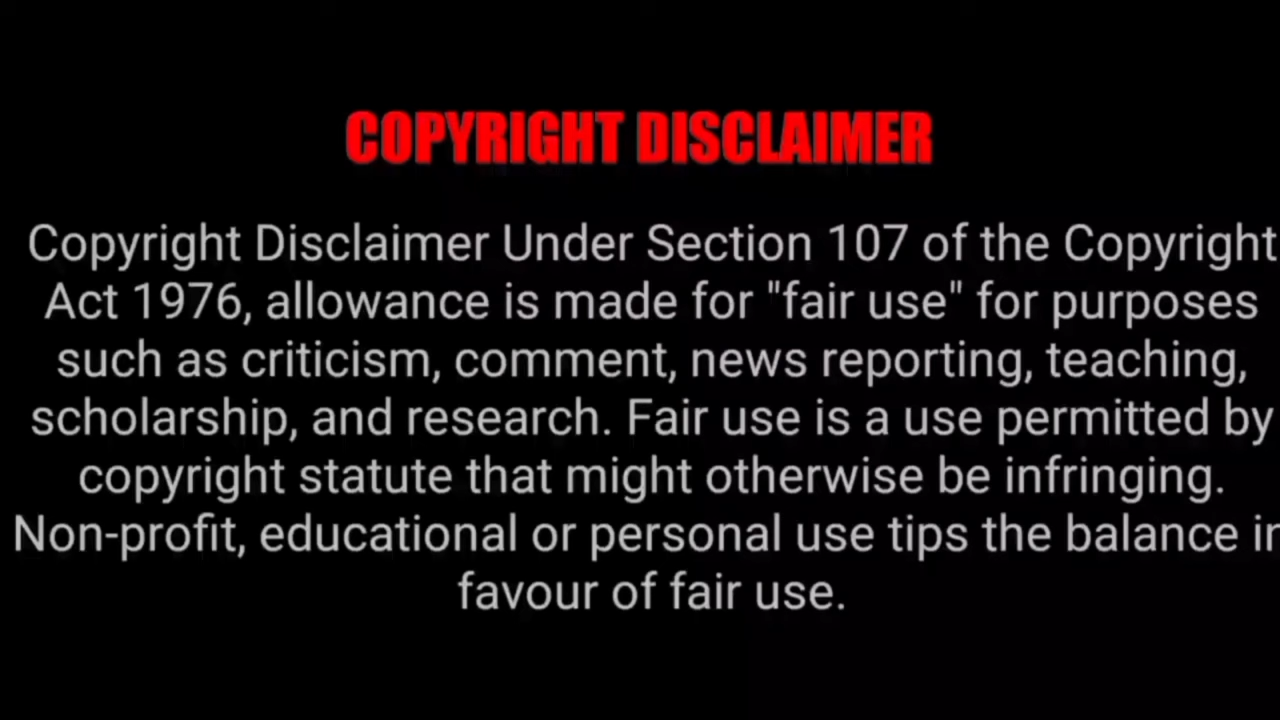 COPYRIGHT DISCLAIMER
Copyright Disclaimer Under Section 107 of the Copyright
Act 1976, allowance is made for "fair use" for purposes
such as criticism, comment, news reporting, teaching,
scholarship, and research. Fair use is a use permitted by
copyright statute that might otherwise be infringing.
Non-profit, educational or personal use tips the balance in
favour of fair use.